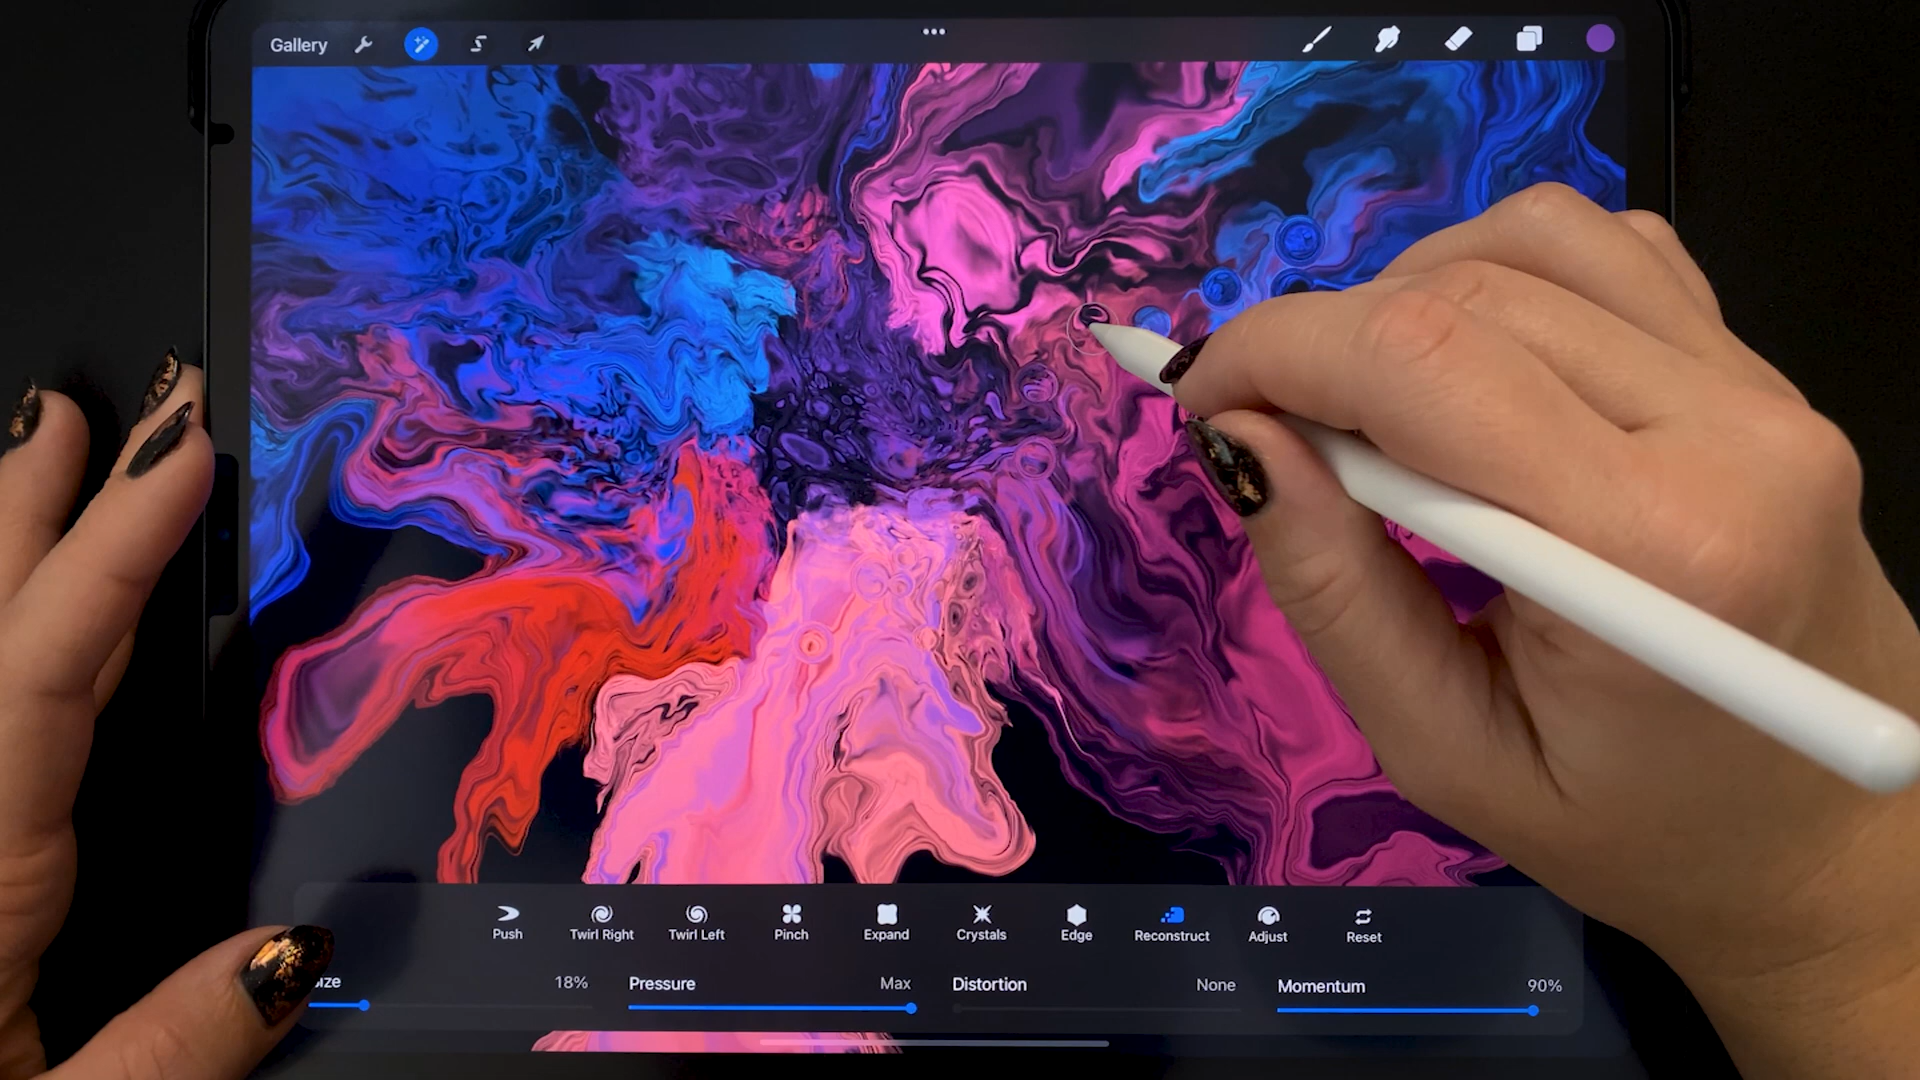 Gallery
Push
Twirl Right
Twirl Left
Pinch
Expand
Crystals
Edge
Reconstruct
Adjust
Reset
ize 18%
Pressure Max
Distortion None
Momentum 90%